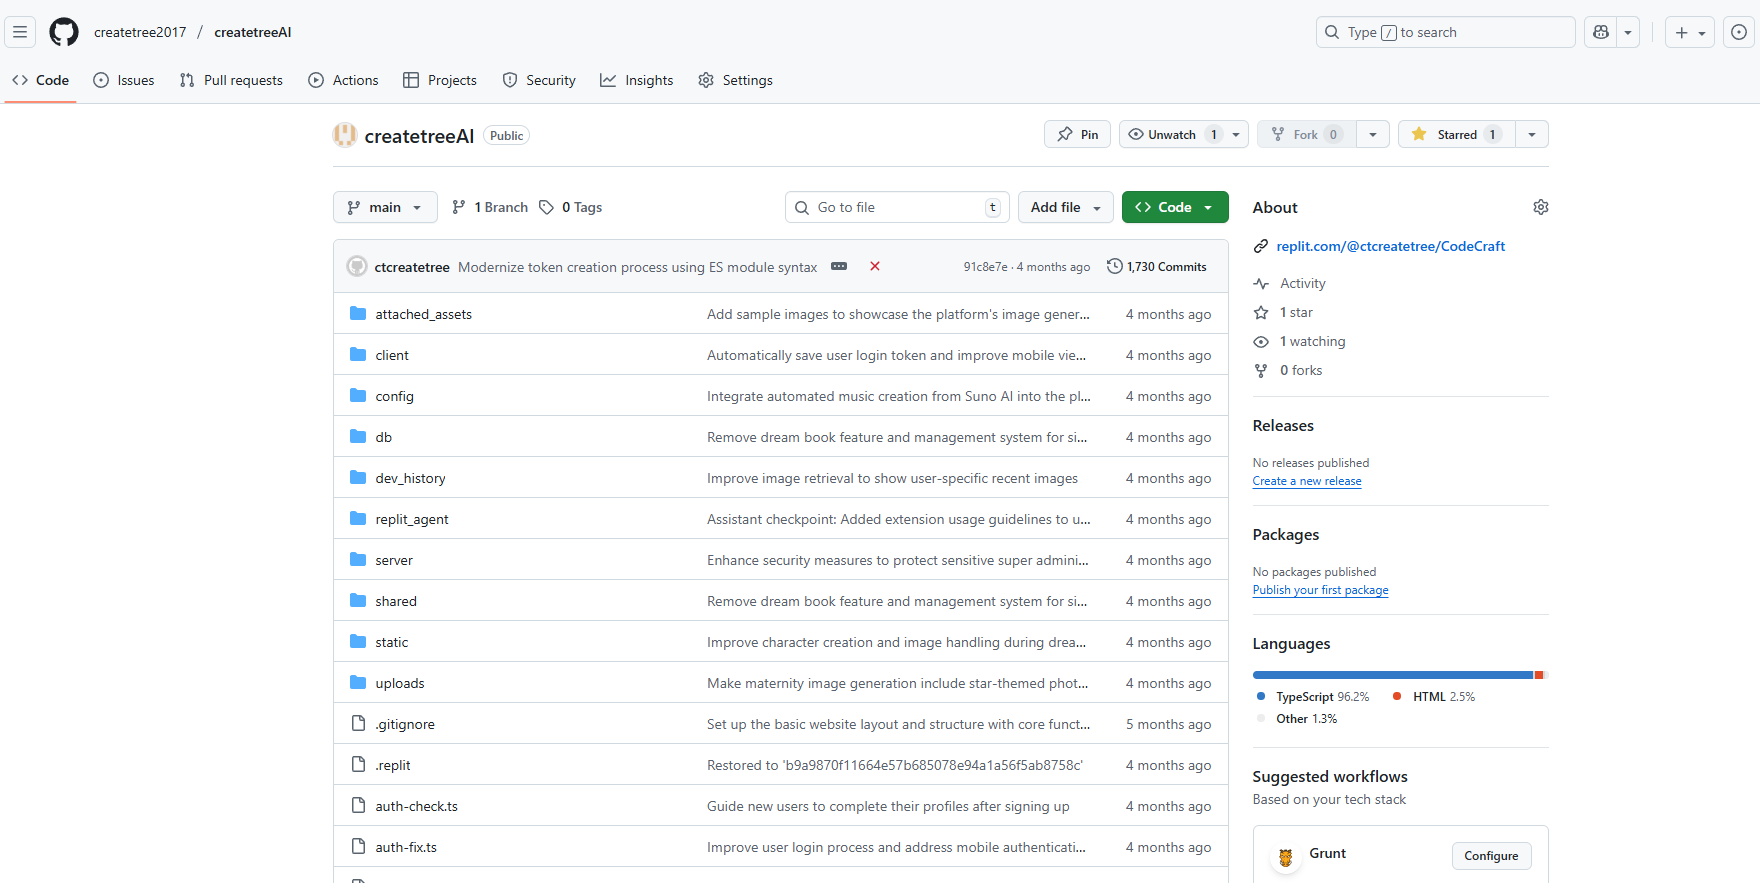 createtree2017 / createtreeAI
Type / to search
Code Issues Pull requests Actions Projects Security Insights Settings
createtreeAI Public
Pin Unwatch 1 Fork 0 Starred 1
main 1 Branch 0 Tags Go to file t Add file Code
ctcreatetree Modernize token creation process using ES module syntax 91c8e7e · 4 months ago 1,730 Commits
attached_assets Add sample images to showcase the platform's image gener... 4 months ago
client Automatically save user login token and improve mobile vie... 4 months ago
config Integrate automated music creation from Suno AI into the pl... 4 months ago
db Remove dream book feature and management system for si... 4 months ago
dev_history Improve image retrieval to show user-specific recent images 4 months ago
replit_agent Assistant checkpoint: Added extension usage guidelines to u... 4 months ago
server Enhance security measures to protect sensitive super admini... 4 months ago
shared Remove dream book feature and management system for si... 4 months ago
static Improve character creation and image handling during drea... 4 months ago
uploads Make maternity image generation include star-themed phot... 4 months ago
.gitignore Set up the basic website layout and structure with core funct... 5 months ago
.replit Restored to 'b9a9870f11664e57b685078e94a1a56f5ab8758c' 4 months ago
auth-check.ts Guide new users to complete their profiles after signing up 4 months ago
auth-fix.ts Improve user login process and address mobile authenticati... 4 months ago
About
replit.com/@ctcreatetree/CodeCraft
Activity
1 star
1 watching
0 forks
Releases
No releases published
Create a new release
Packages
No packages published
Publish your first package
Languages
TypeScript 96.2% HTML 2.5%
Other 1.3%
Suggested workflows
Based on your tech stack
Grunt Configure